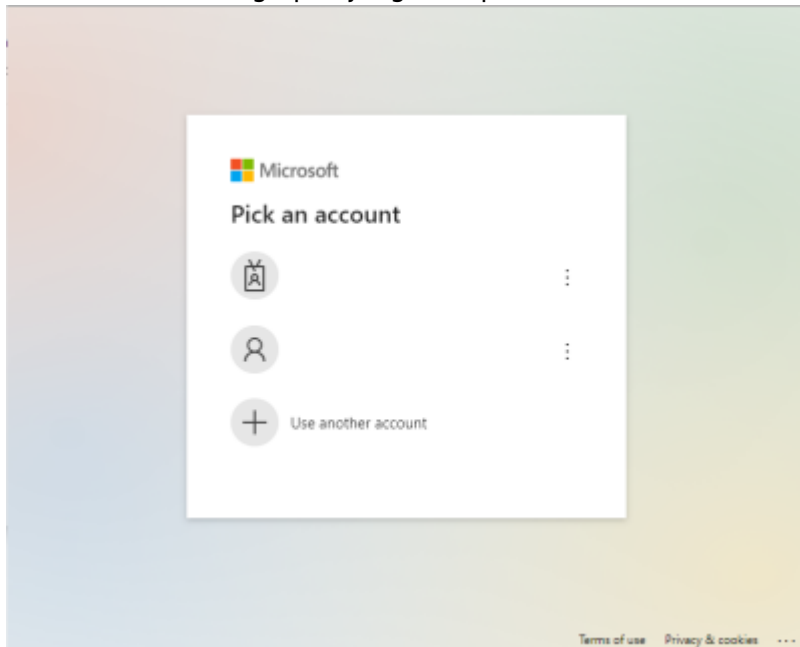 Microsoft
Pick an account
Use another account
Terms of use Privacy & cookies ...